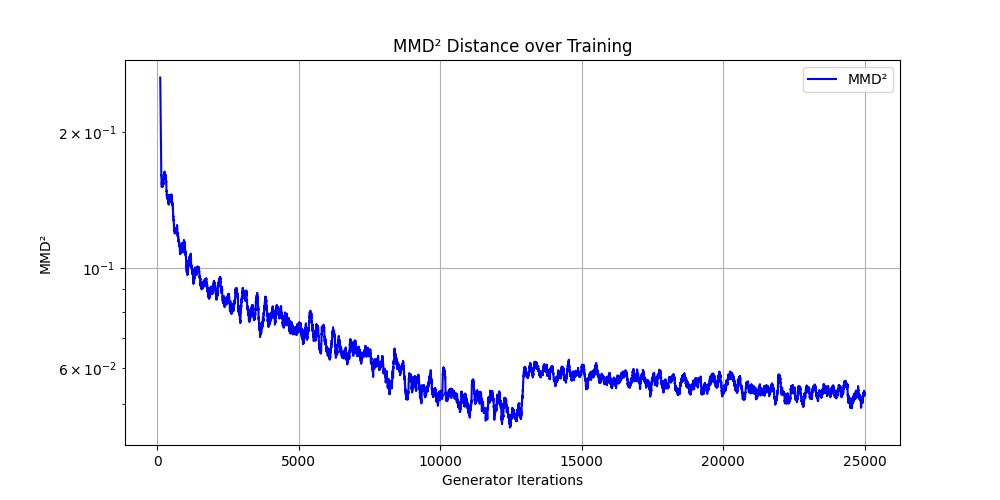 MMD² Distance over Training
MMD²
2 × 10⁻¹
10⁻¹
6 × 10⁻²
MMD²
0 5000 10000 15000 20000 25000
Generator Iterations